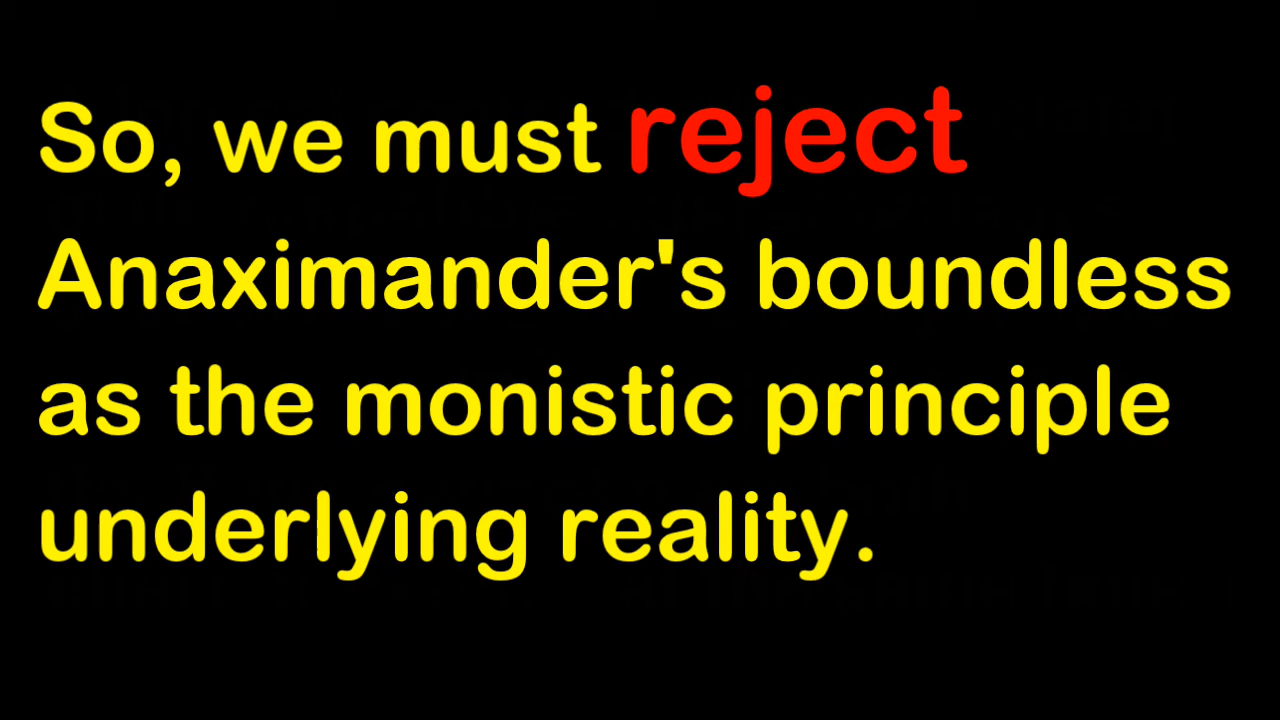 So, we must reject
Anaximander's boundless
as the monistic principle
underlying reality.